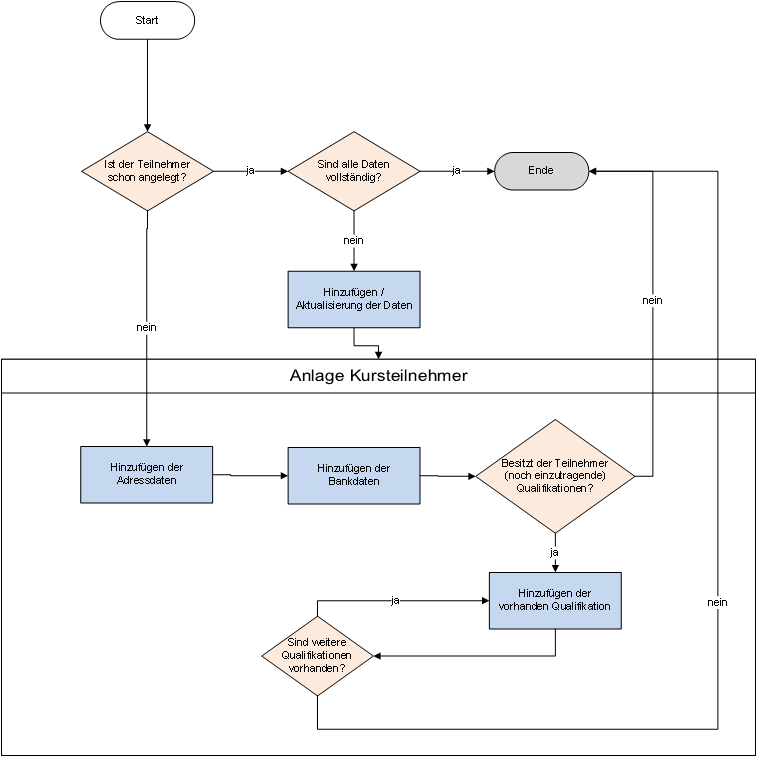 Start
Ist der Teilnehmer
schon angelegt?
ja
Sind alle Daten
vollständig?
ja
Ende
nein
Hinzufügen /
Aktualisierung der Daten
nein
nein
Anlage Kursteilnehmer
Hinzufügen der
Adressdaten
Hinzufügen der
Bankdaten
Besitzt der Teilnehmer
(noch einzutragende)
Qualifikationen?
ja
Hinzufügen der
vorhanden Qualifikation
ja
nein
Sind weitere
Qualifikationen
vorhanden?